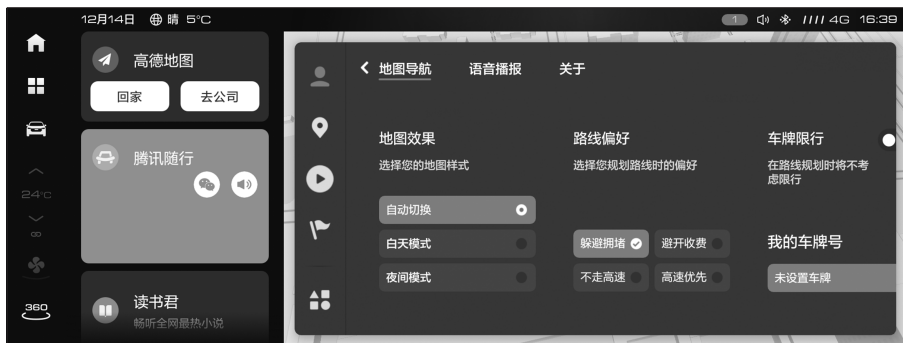 12月14日 晴 5°C
1 4G 16:39
高德地图
回家 去公司
腾讯随行
读书君
畅听全网最热小说
24°C
360
地图导航 语音播报 关于
地图效果
选择您的地图样式
自动切换
白天模式
夜间模式
路线偏好
选择您规划路线时的偏好
躲避拥堵 避开收费
不走高速 高速优先
车牌限行
在路线规划时将不考
虑限行
我的车牌号
未设置车牌